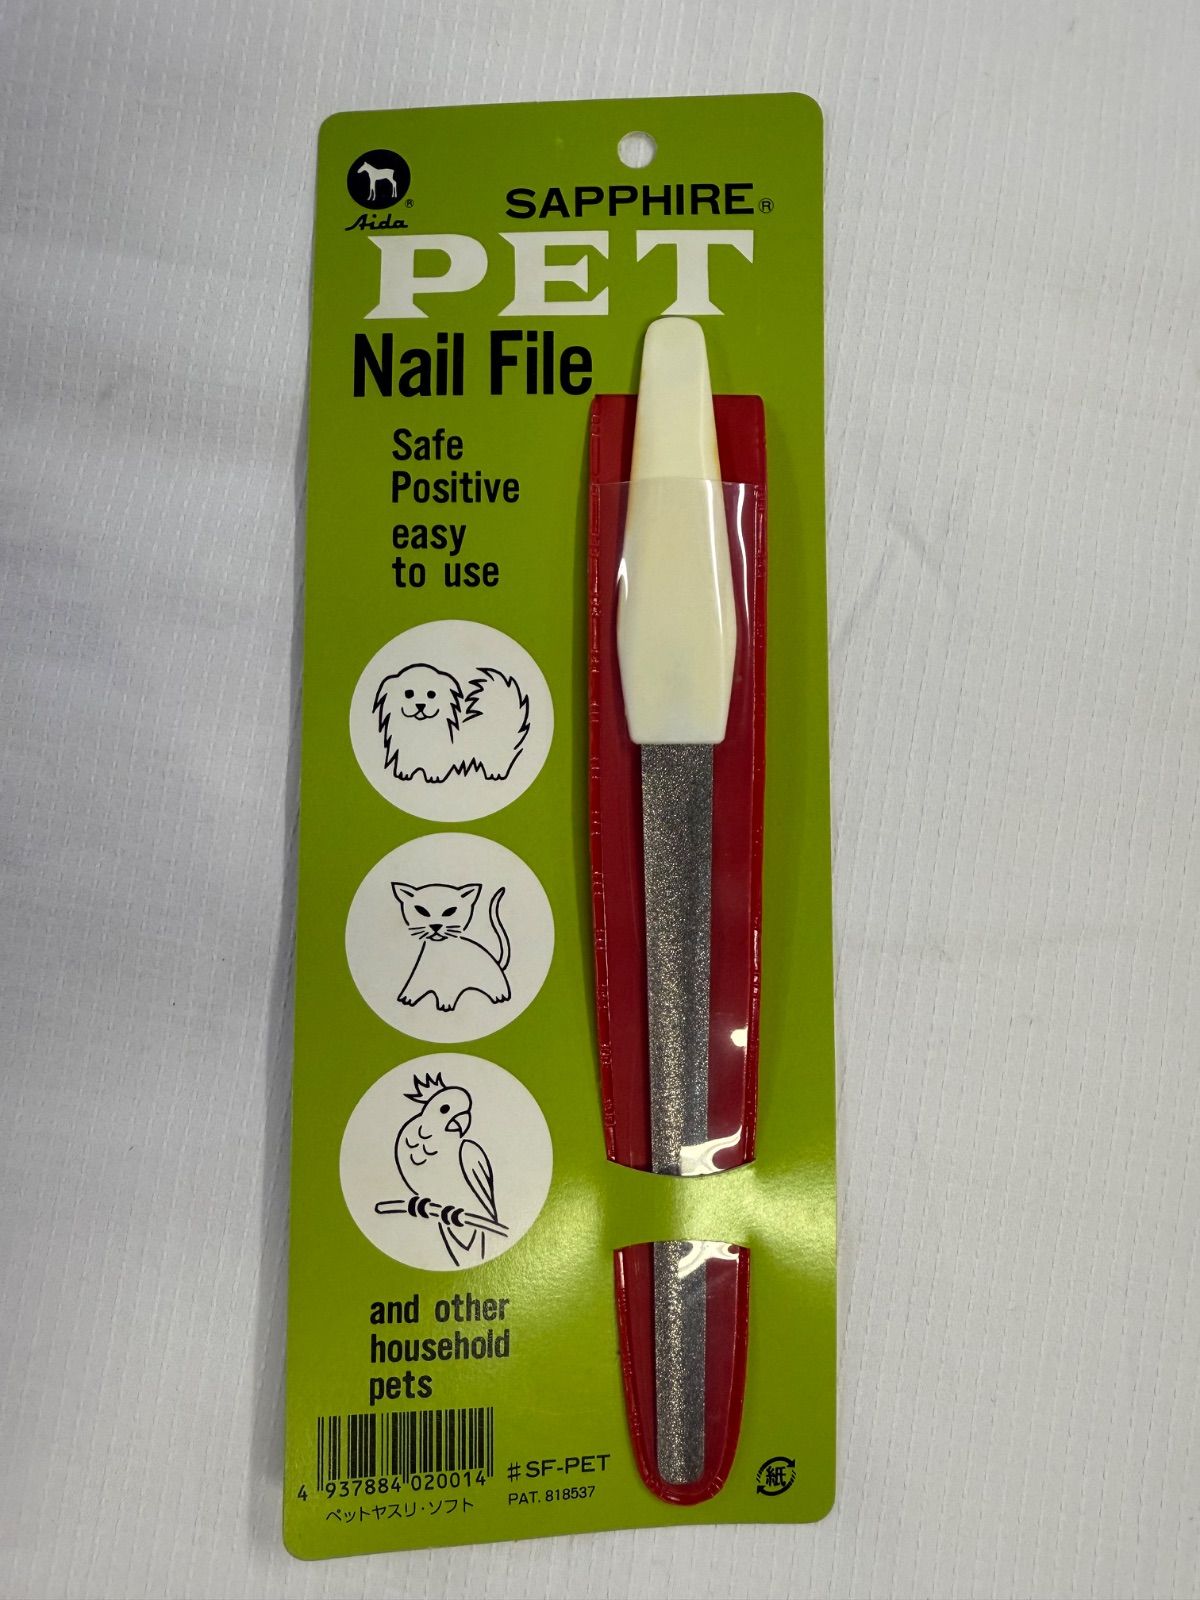 Aida®
SAPPHIRE®
PET
Nail File
Safe
Positive
easy
to use
and other
household
pets
4 937884 020014
ペットヤスリ・ソフト
#SF-PET
PAT. 818537
紙